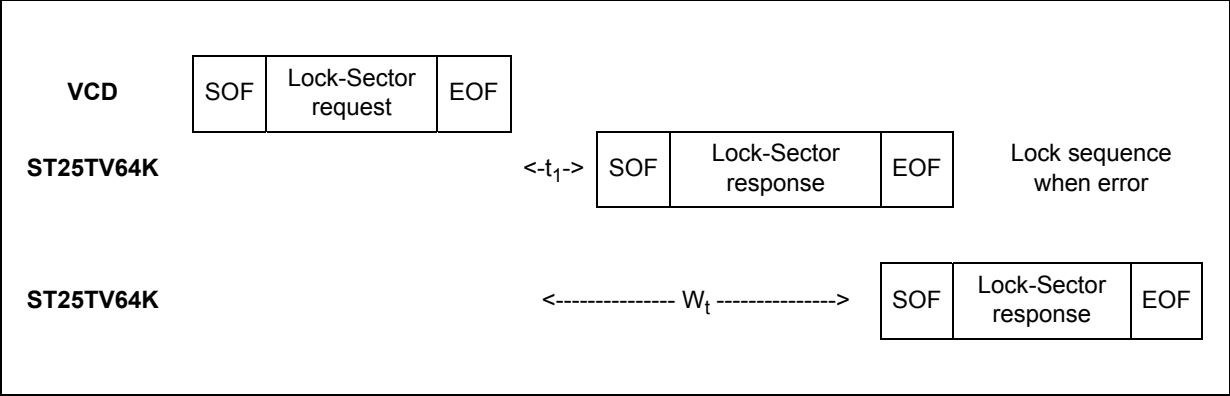 VCD SOF Lock-Sector request EOF
ST25TV64K <-t1-> SOF Lock-Sector response EOF Lock sequence when error
ST25TV64K <--------------- Wt ---------------> SOF Lock-Sector response EOF